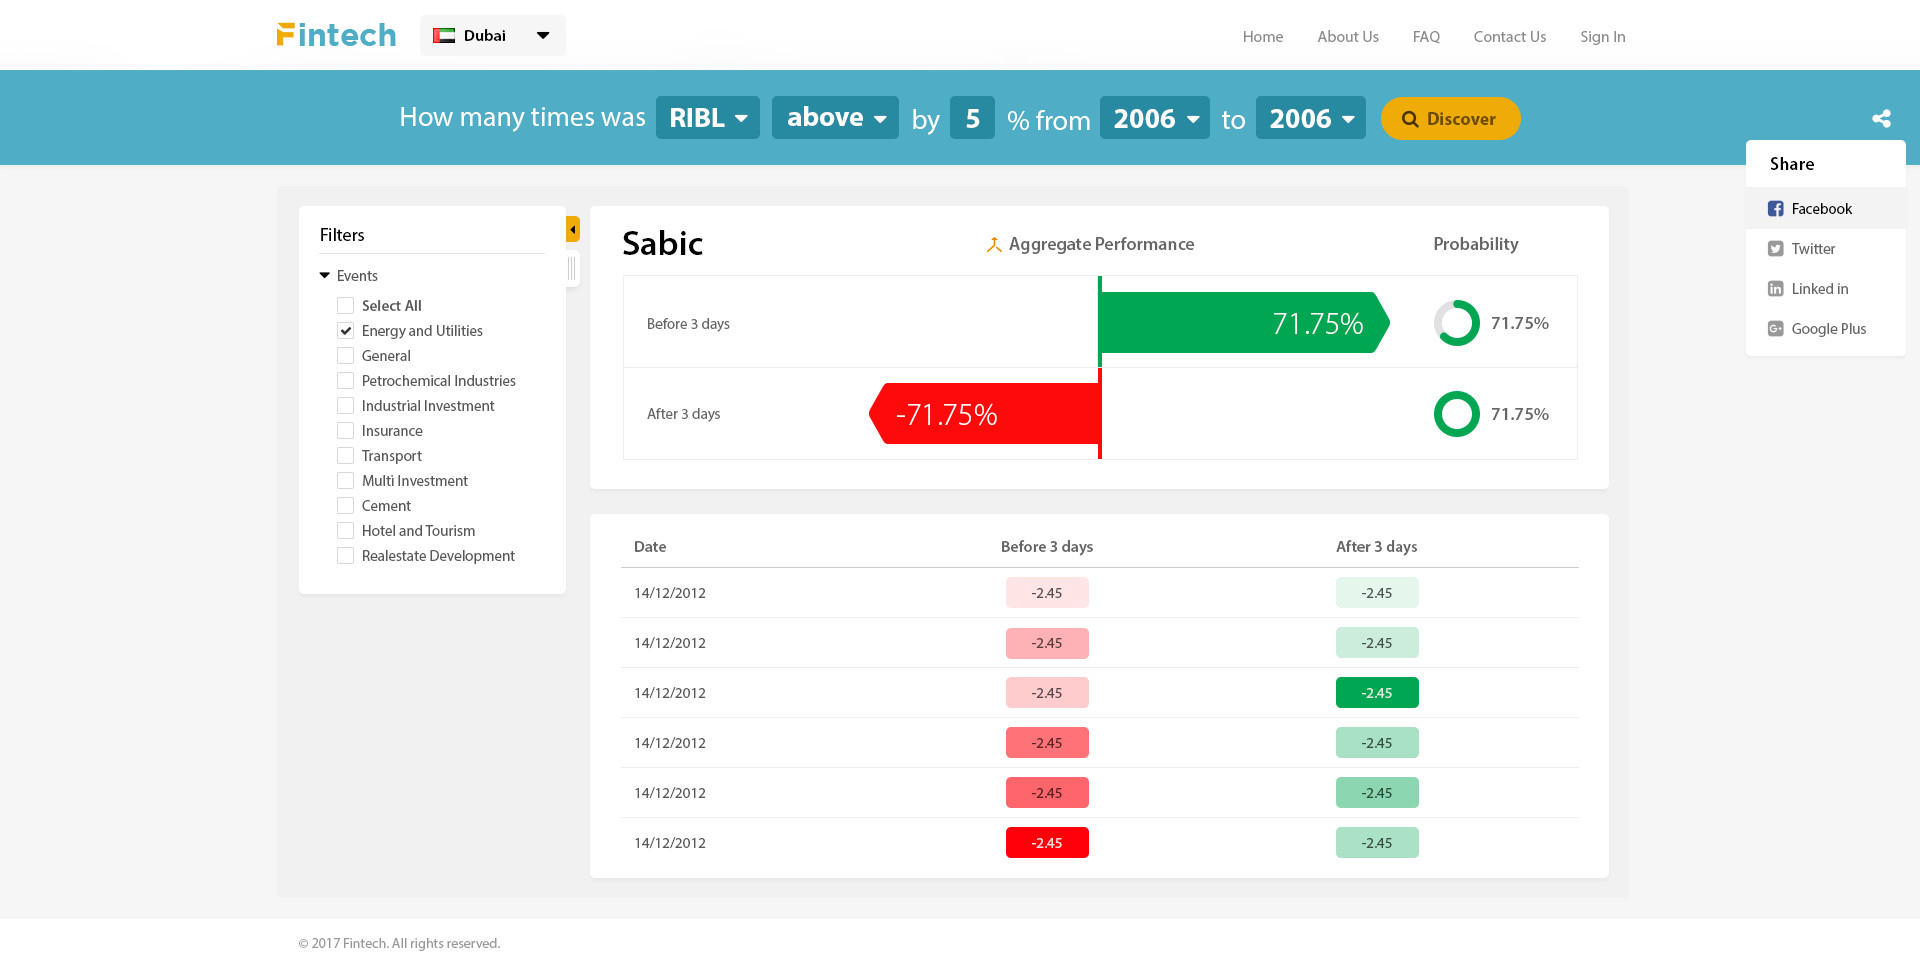 Fintech
Dubai
Home About Us FAQ Contact Us Sign In
How many times was RIBL above by 5 % from 2006 to 2006 Discover
Share
Facebook
Twitter
Linked in
Google Plus
Filters
Events
Select All
Energy and Utilities
General
Petrochemical Industries
Industrial Investment
Insurance
Transport
Multi Investment
Cement
Hotel and Tourism
Realestate Development
Sabic Aggregate Performance Probability
Before 3 days 71.75% 71.75%
After 3 days -71.75% 71.75%
Date Before 3 days After 3 days
14/12/2012 -2.45 -2.45
14/12/2012 -2.45 -2.45
14/12/2012 -2.45 -2.45
14/12/2012 -2.45 -2.45
14/12/2012 -2.45 -2.45
14/12/2012 -2.45 -2.45
© 2017 Fintech. All rights reserved.